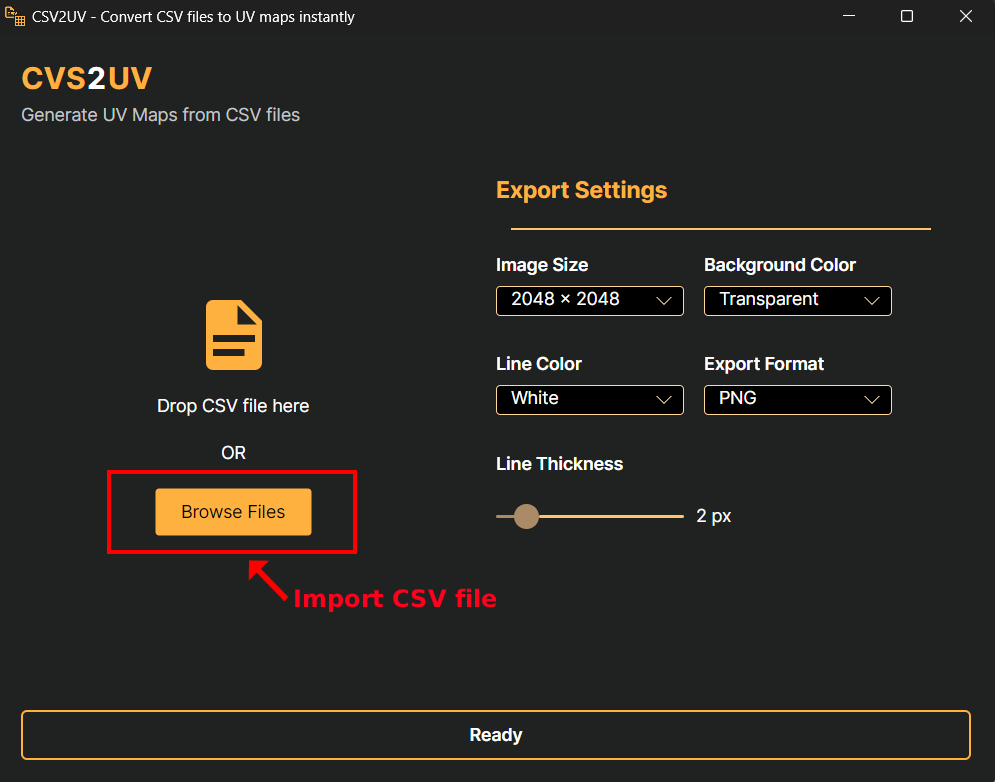 CSV2UV - Convert CSV files to UV maps instantly
CVS2UV
Generate UV Maps from CSV files
Drop CSV file here
OR
Browse Files
Import CSV file
Export Settings
Image Size
Background Color
2048 × 2048
Transparent
Line Color
Export Format
White
PNG
Line Thickness
2 px
Ready